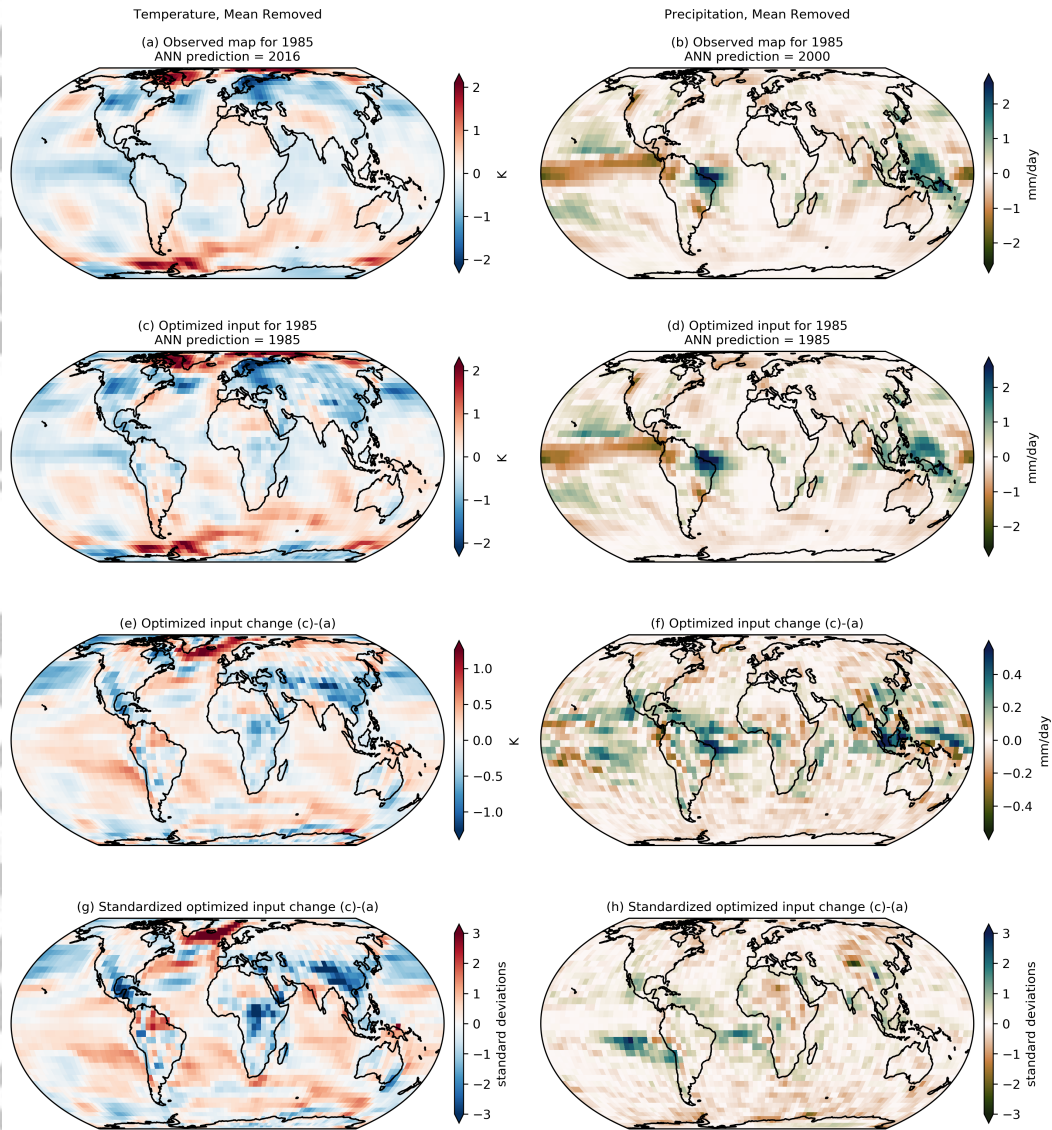 Temperature, Mean Removed
Precipitation, Mean Removed
(a) Observed map for 1985
ANN prediction = 2016
2
1
0
−1
−2
K
(b) Observed map for 1985
ANN prediction = 2000
2
1
0
−1
−2
mm/day
(c) Optimized input for 1985
ANN prediction = 1985
2
1
0
−1
−2
K
(d) Optimized input for 1985
ANN prediction = 1985
2
1
0
−1
−2
mm/day
(e) Optimized input change (c)-(a)
1.0
0.5
0.0
−0.5
−1.0
K
(f) Optimized input change (c)-(a)
0.4
0.2
0.0
−0.2
−0.4
mm/day
(g) Standardized optimized input change (c)-(a)
3
2
1
0
−1
−2
−3
standard deviations
(h) Standardized optimized input change (c)-(a)
3
2
1
0
−1
−2
−3
standard deviations